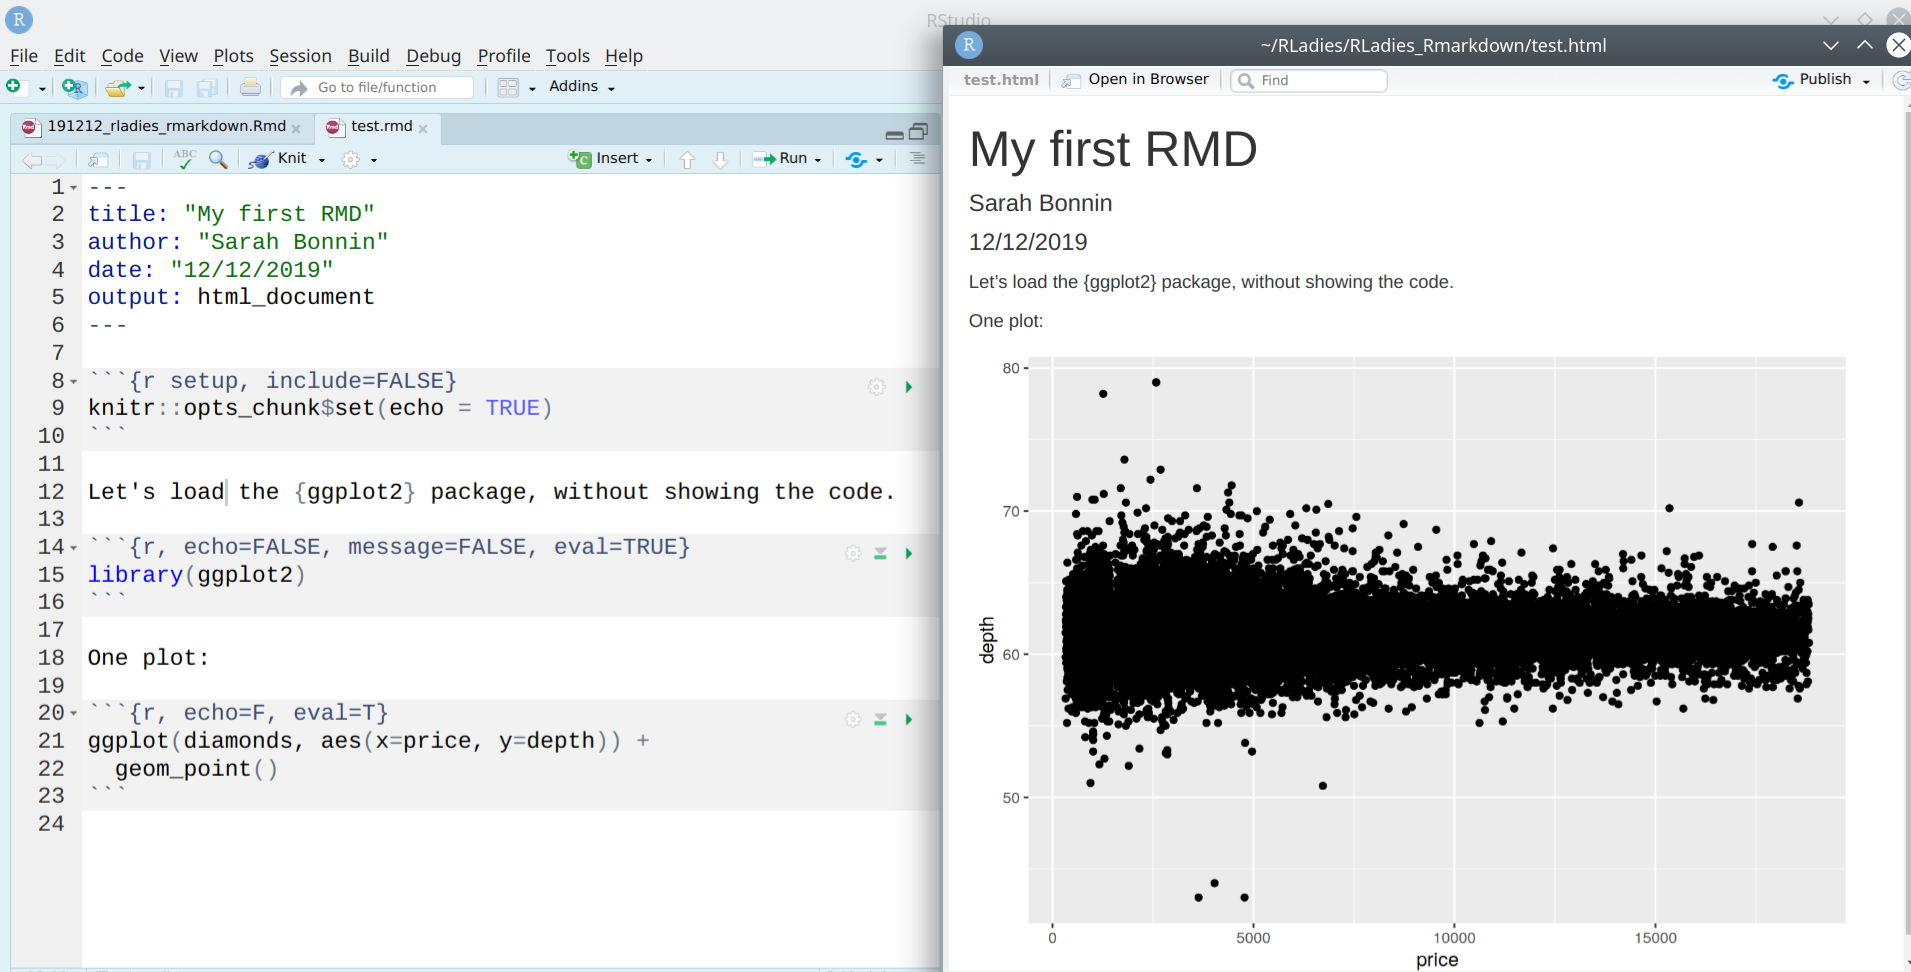 R
RStudio
File Edit Code View Plots Session Build Debug Profile Tools Help
Go to file/function
Addins
191212_rladies_rmarkdown.Rmd
test.rmd
ABC
Knit
Insert
Run
1 ---
2 title: "My first RMD"
3 author: "Sarah Bonnin"
4 date: "12/12/2019"
5 output: html_document
6 ---
7
8 ```{r setup, include=FALSE}
9 knitr::opts_chunk$set(echo = TRUE)
10 ```
11
12 Let's load the {ggplot2} package, without showing the code.
13
14 ```{r, echo=FALSE, message=FALSE, eval=TRUE}
15 library(ggplot2)
16 ```
17
18 One plot:
19
20 ```{r, echo=F, eval=T}
21 ggplot(diamonds, aes(x=price, y=depth)) +
22   geom_point()
23 ```
24
R
~/RLadies/RLadies_Rmarkdown/test.html
test.html
Open in Browser
Find
Publish
My first RMD
Sarah Bonnin
12/12/2019
Let’s load the {ggplot2} package, without showing the code.
One plot:
80
70
60
50
depth
0 5000 10000 15000
price